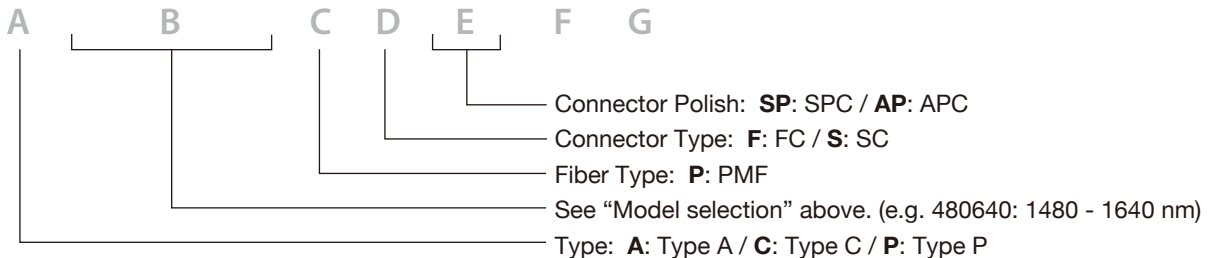 A B C D E F G
Connector Polish: SP: SPC / AP: APC
Connector Type: F: FC / S: SC
Fiber Type: P: PMF
See “Model selection” above. (e.g. 480640: 1480 - 1640 nm)
Type: A: Type A / C: Type C / P: Type P